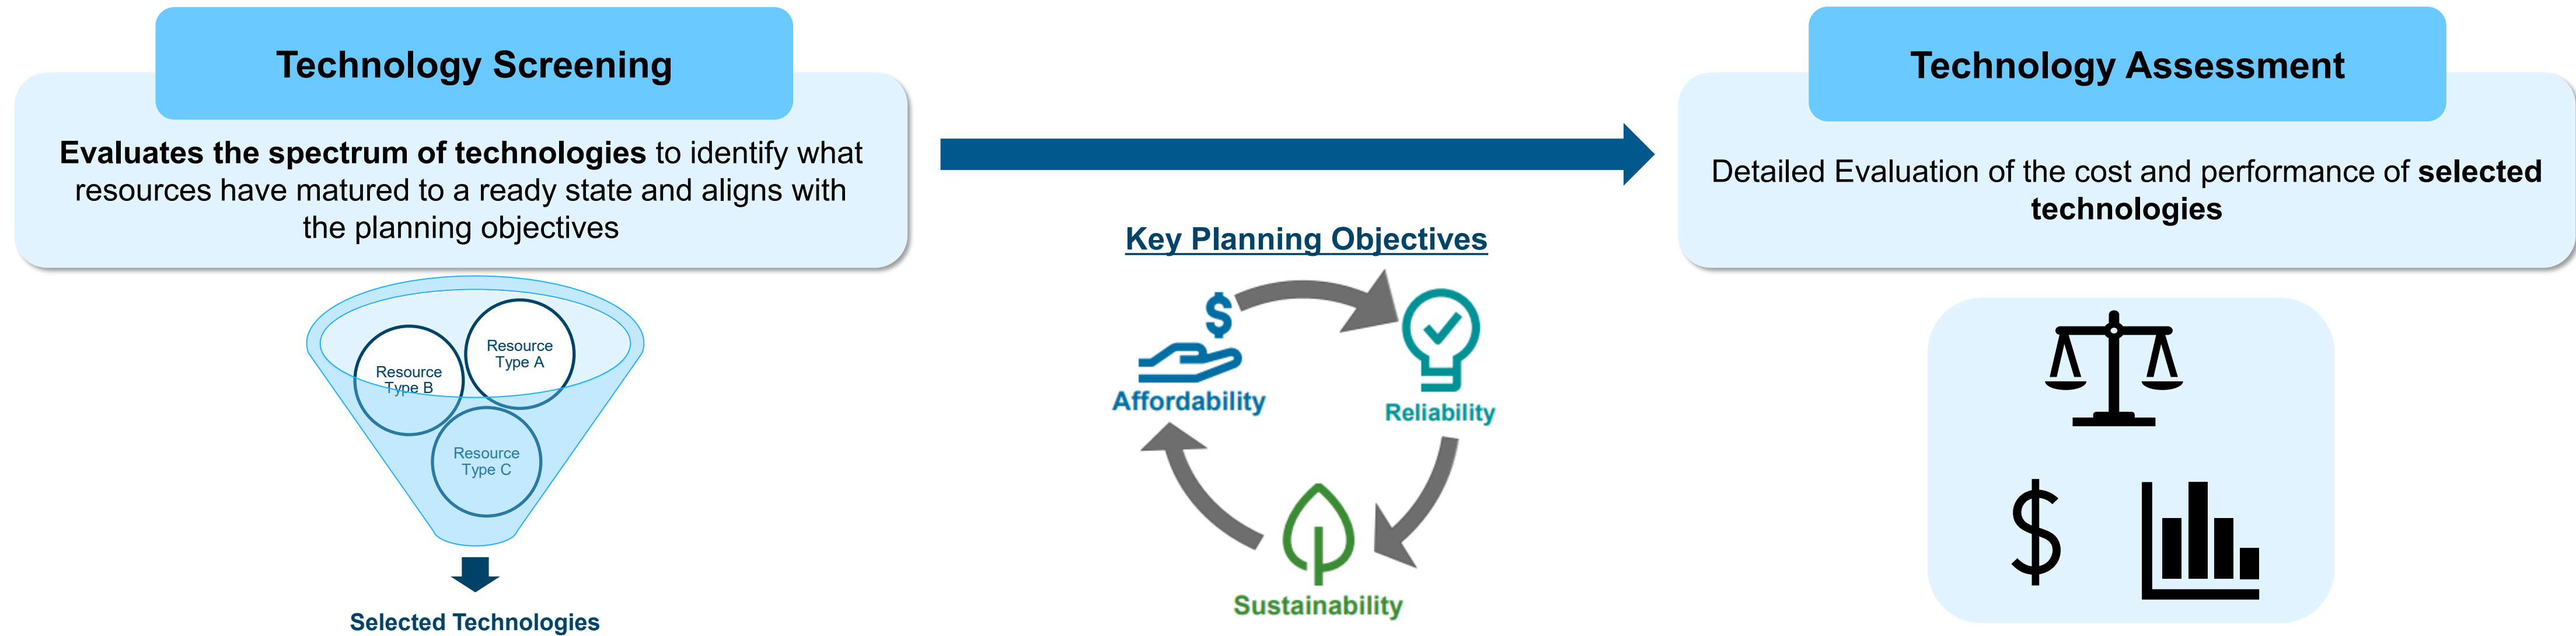 Technology Screening
Evaluates the spectrum of technologies to identify what
resources have matured to a ready state and aligns with
the planning objectives
Resource
Type A
Resource
Type B
Resource
Type C
Selected Technologies
Key Planning Objectives
$
Affordability
Reliability
Sustainability
Technology Assessment
Detailed Evaluation of the cost and performance of selected
technologies
$